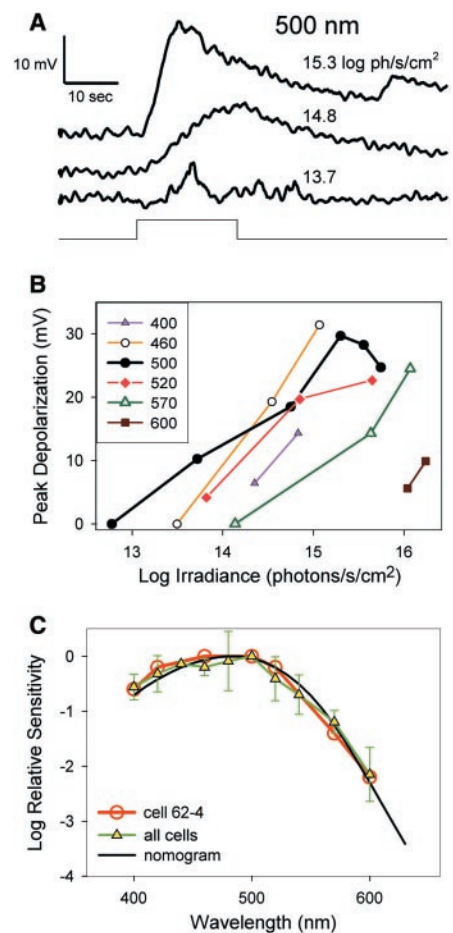 A
500 nm
15.3 log ph/s/cm²
10 mV
10 sec
14.8
13.7
B
Peak Depolarization (mV)
30
20
10
0
400
460
500
520
570
600
13
14
15
16
Log Irradiance (photons/s/cm²)
C
Log Relative Sensitivity
0
-1
-2
-3
-4
cell 62-4
all cells
nomogram
400
500
600
Wavelength (nm)